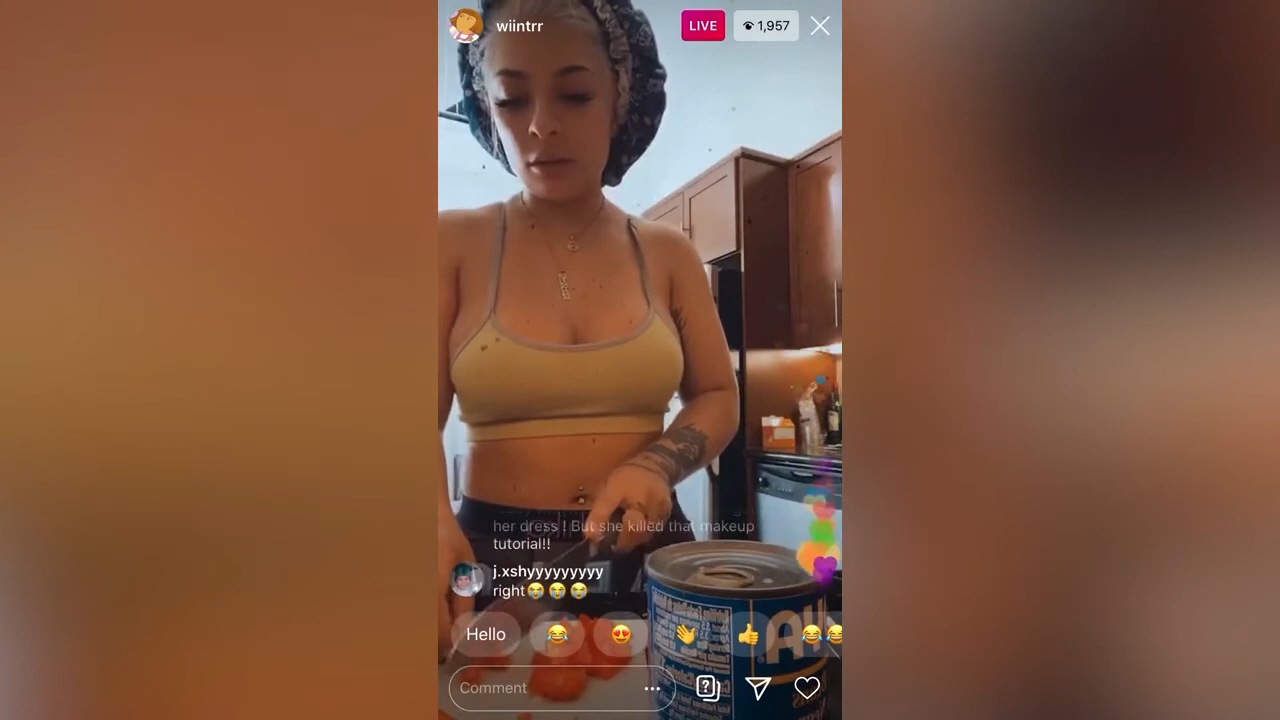 wiintrr
LIVE
1,957
her dress ! But she killed that makeup
tutorial!!
j.xshyyyyyyyyy
right😭😭😭
Hello 😂 😍 👋 👍 😂😂
Comment